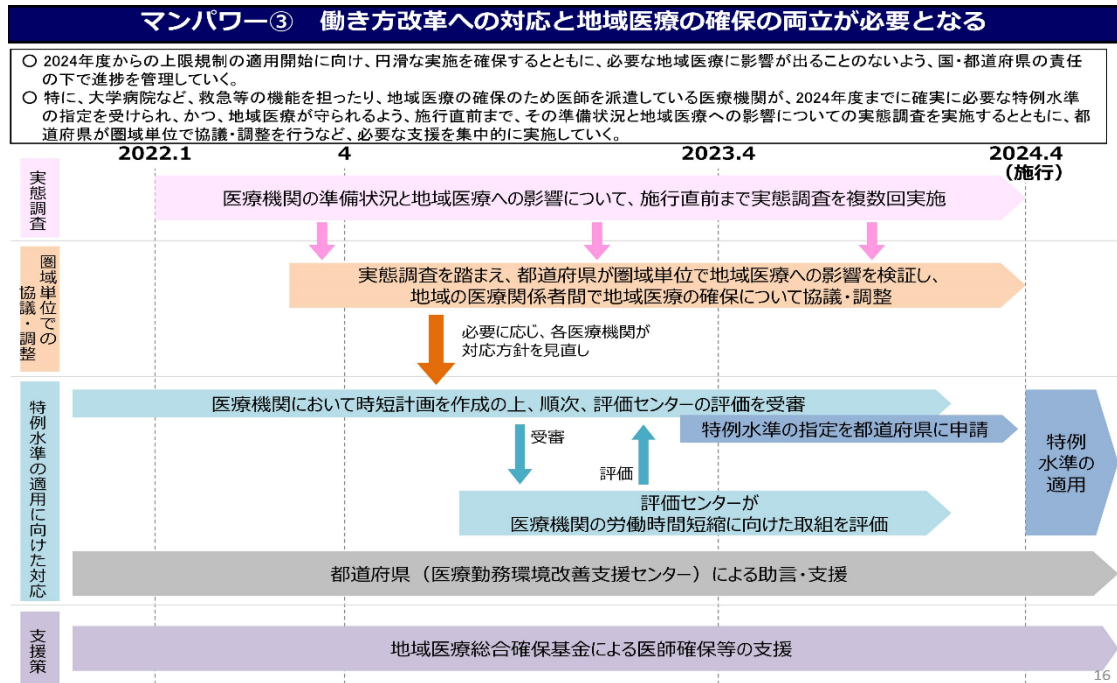 マンパワー③ 働き方改革への対応と地域医療の確保の両立が必要となる
○ 2024年度からの上限規制の適用開始に向け、円滑な実施を確保するとともに、必要な地域医療に影響が出ることのないよう、国・都道府県の責任
の下で進捗を管理していく。
○ 特に、大学病院など、救急等の機能を担ったり、地域医療の確保のため医師を派遣している医療機関が、2024年度までに確実に必要な特例水準
の指定を受けられ、かつ、地域医療が守られるよう、施行直前まで、その準備状況と地域医療への影響についての実態調査を実施するとともに、都
道府県が圏域単位で協議・調整を行うなど、必要な支援を集中的に実施していく。
2022.1
4
2023.4
2024.4
(施行)
実態調査
医療機関の準備状況と地域医療への影響について、施行直前まで実態調査を複数回実施
圏域単位での
協議・調整
実態調査を踏まえ、都道府県が圏域単位で地域医療への影響を検証し、
地域の医療関係者間で地域医療の確保について協議・調整
必要に応じ、各医療機関が
対応方針を見直し
特例水準の適用に向けた対応
医療機関において時短計画を作成の上、順次、評価センターの評価を受審
特例水準の指定を都道府県に申請
特例
水準の
適用
受審
評価
評価センターが
医療機関の労働時間短縮に向けた取組を評価
都道府県（医療勤務環境改善支援センター）による助言・支援
支援策
地域医療総合確保基金による医師確保等の支援
16